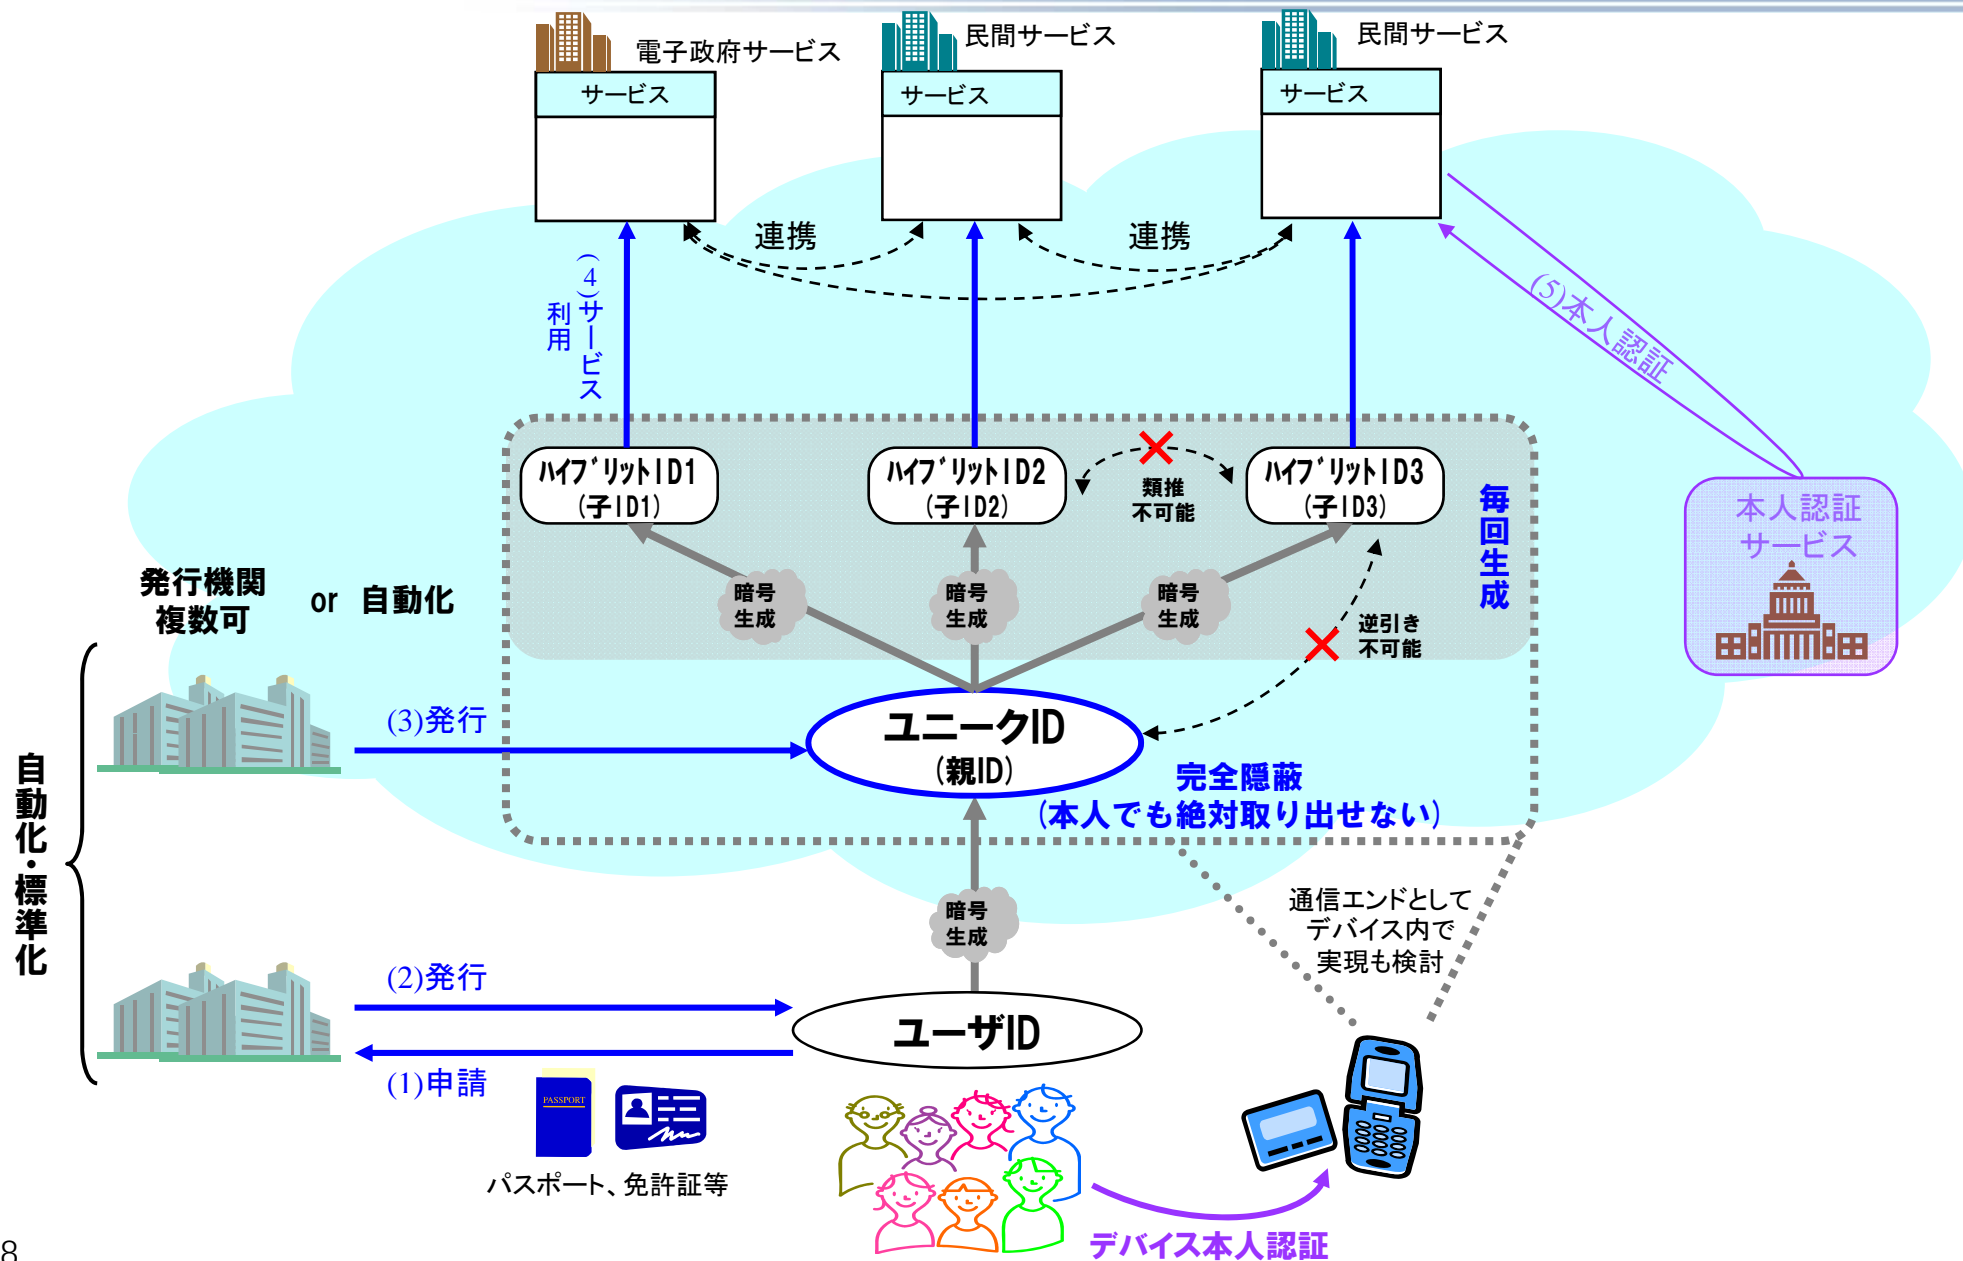 電子政府サービス
民間サービス
民間サービス
サービス
サービス
サービス
連携
連携
(4)サービス
利用
(5)本人認証
ハイブリットID1
(子ID1)
ハイブリットID2
(子ID2)
ハイブリットID3
(子ID3)
類推
不可能
毎回生成
本人認証
サービス
発行機関
複数可
or 自動化
暗号
生成
暗号
生成
暗号
生成
逆引き
不可能
(3)発行
ユニークID
(親ID)
完全隠蔽
(本人でも絶対取り出せない)
自動化・標準化
暗号
生成
通信エンドとして
デバイス内で
実現も検討
(2)発行
ユーザID
(1)申請
PASSPORT
パスポート、免許証等
デバイス本人認証
8